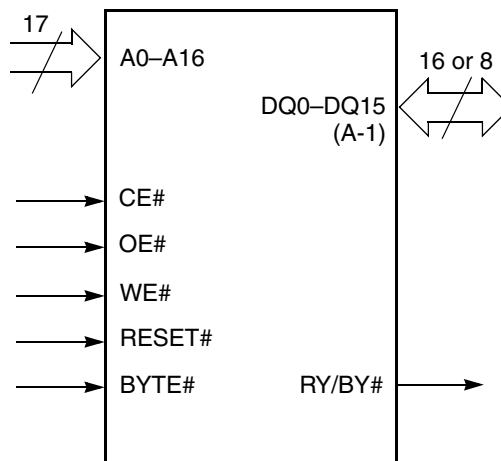 17
A0–A16
16 or 8
DQ0–DQ15
(A-1)
CE#
OE#
WE#
RESET#
BYTE#
RY/BY#